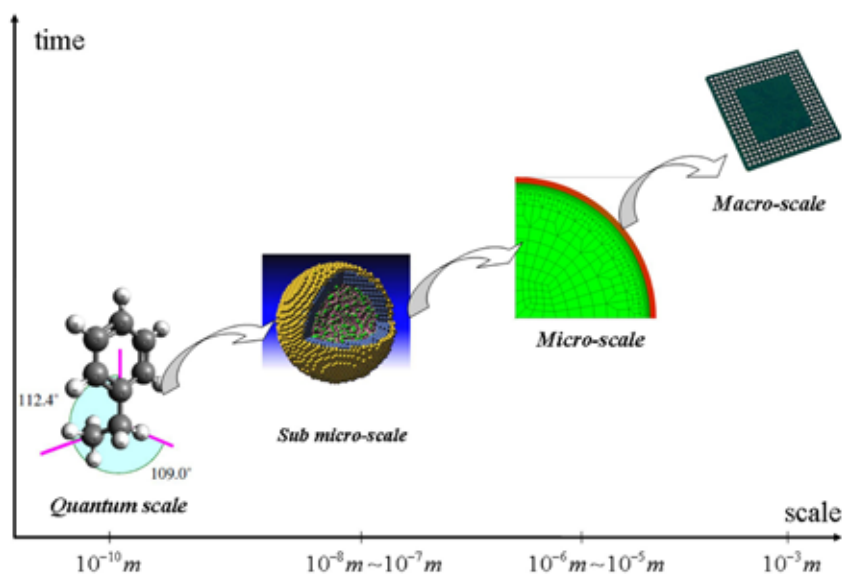 time
Macro-scale
Micro-scale
112.4°
Sub micro-scale
109.0°
Quantum scale
scale
10⁻¹⁰m
10⁻⁸m~10⁻⁷m
10⁻⁶m~10⁻⁵m
10⁻³m